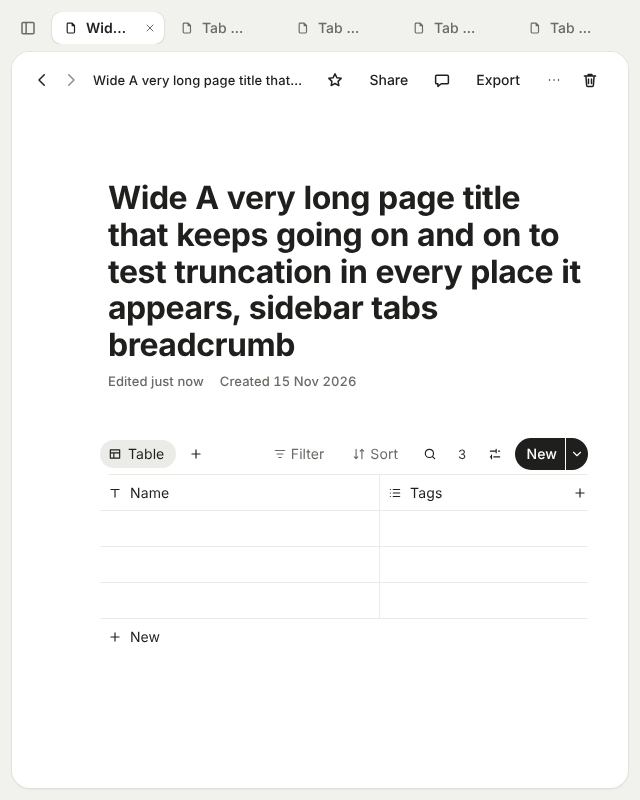 Wid...
Tab ...
Tab ...
Tab ...
Tab ...
Wide A very long page title that...
Share
Export
...
Wide A very long page title
that keeps going on and on to
test truncation in every place it
appears, sidebar tabs
breadcrumb
Edited just now Created 15 Nov 2026
Table
Filter
Sort
3
New
Name
Tags
New